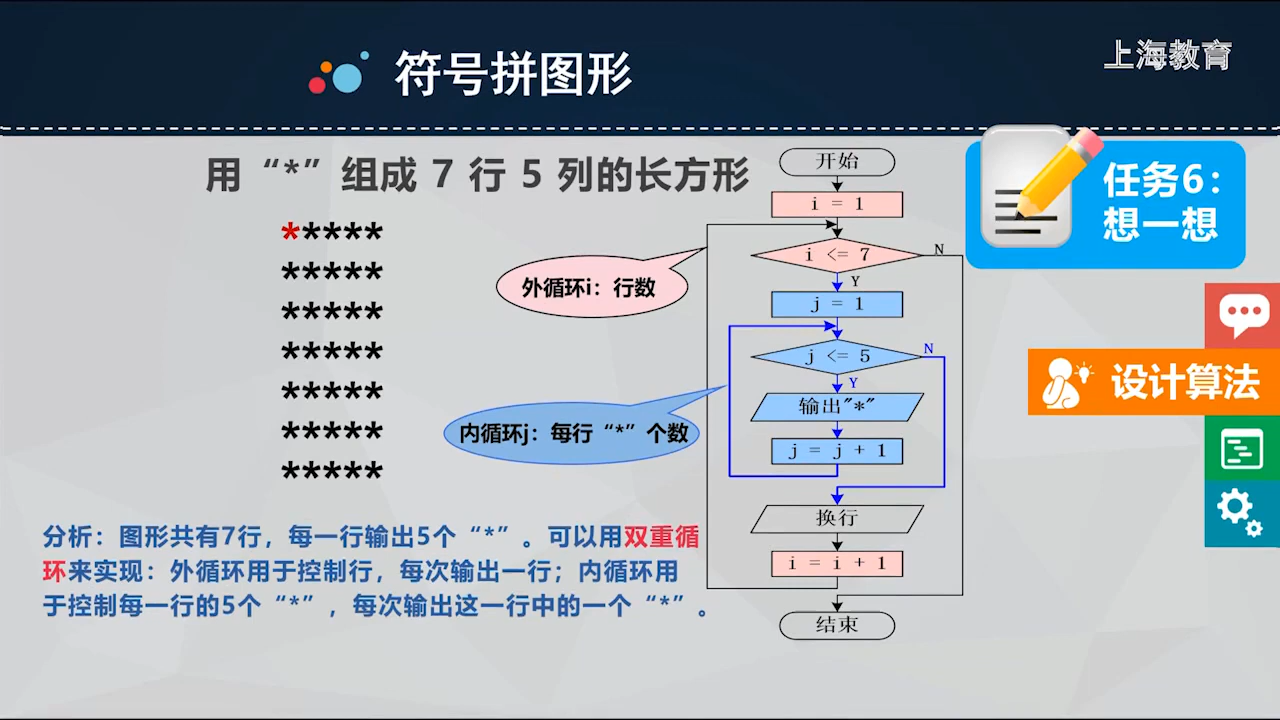 符号拼图形
上海教育
用“*”组成 7 行 5 列的长方形
*****
*****
*****
*****
*****
*****
*****
任务6：
想一想
设计算法
开始
i = 1
i <= 7
N
Y
外循环i：行数
j = 1
j <= 5
N
Y
输出"*"
内循环j：每行“*”个数
j = j + 1
换行
i = i + 1
结束
分析：图形共有7行，每一行输出5个“*”。可以用双重循
环来实现：外循环用于控制行，每次输出一行；内循环用
于控制每一行的5个“*”，每次输出这一行中的一个“*”。